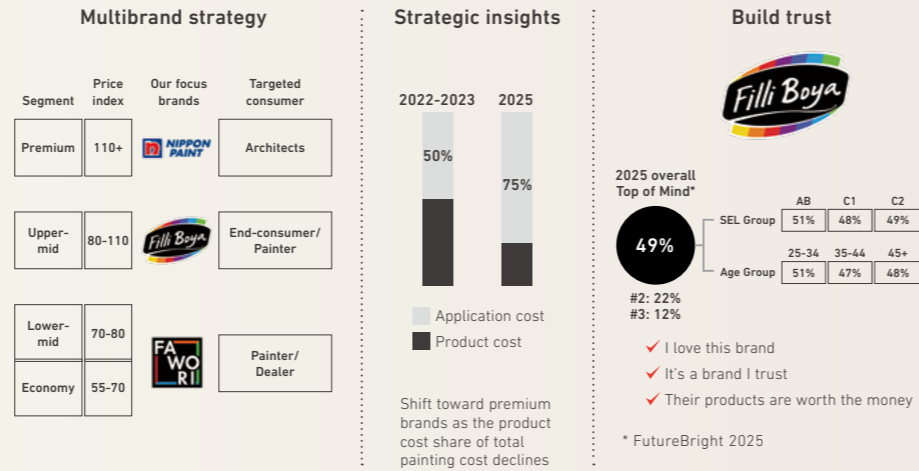 Multibrand strategy
Segment
Price
index
Our focus
brands
Targeted
consumer
Premium
110+
n NIPPON
PAINT
Architects
Upper-
mid
80-110
Filli Boya
End-consumer/
Painter
Lower-
mid
70-80
Economy
55-70
FA
WO
RI
Painter/
Dealer
Strategic insights
2022-2023
2025
50%
75%
Application cost
Product cost
Shift toward premium
brands as the product
cost share of total
painting cost declines
Build trust
Filli Boya
2025 overall
Top of Mind*
49%
#2: 22%
#3: 12%
AB C1 C2
SEL Group 51% 48% 49%
25-34 35-44 45+
Age Group 51% 47% 48%
I love this brand
It's a brand I trust
Their products are worth the money
* FutureBright 2025